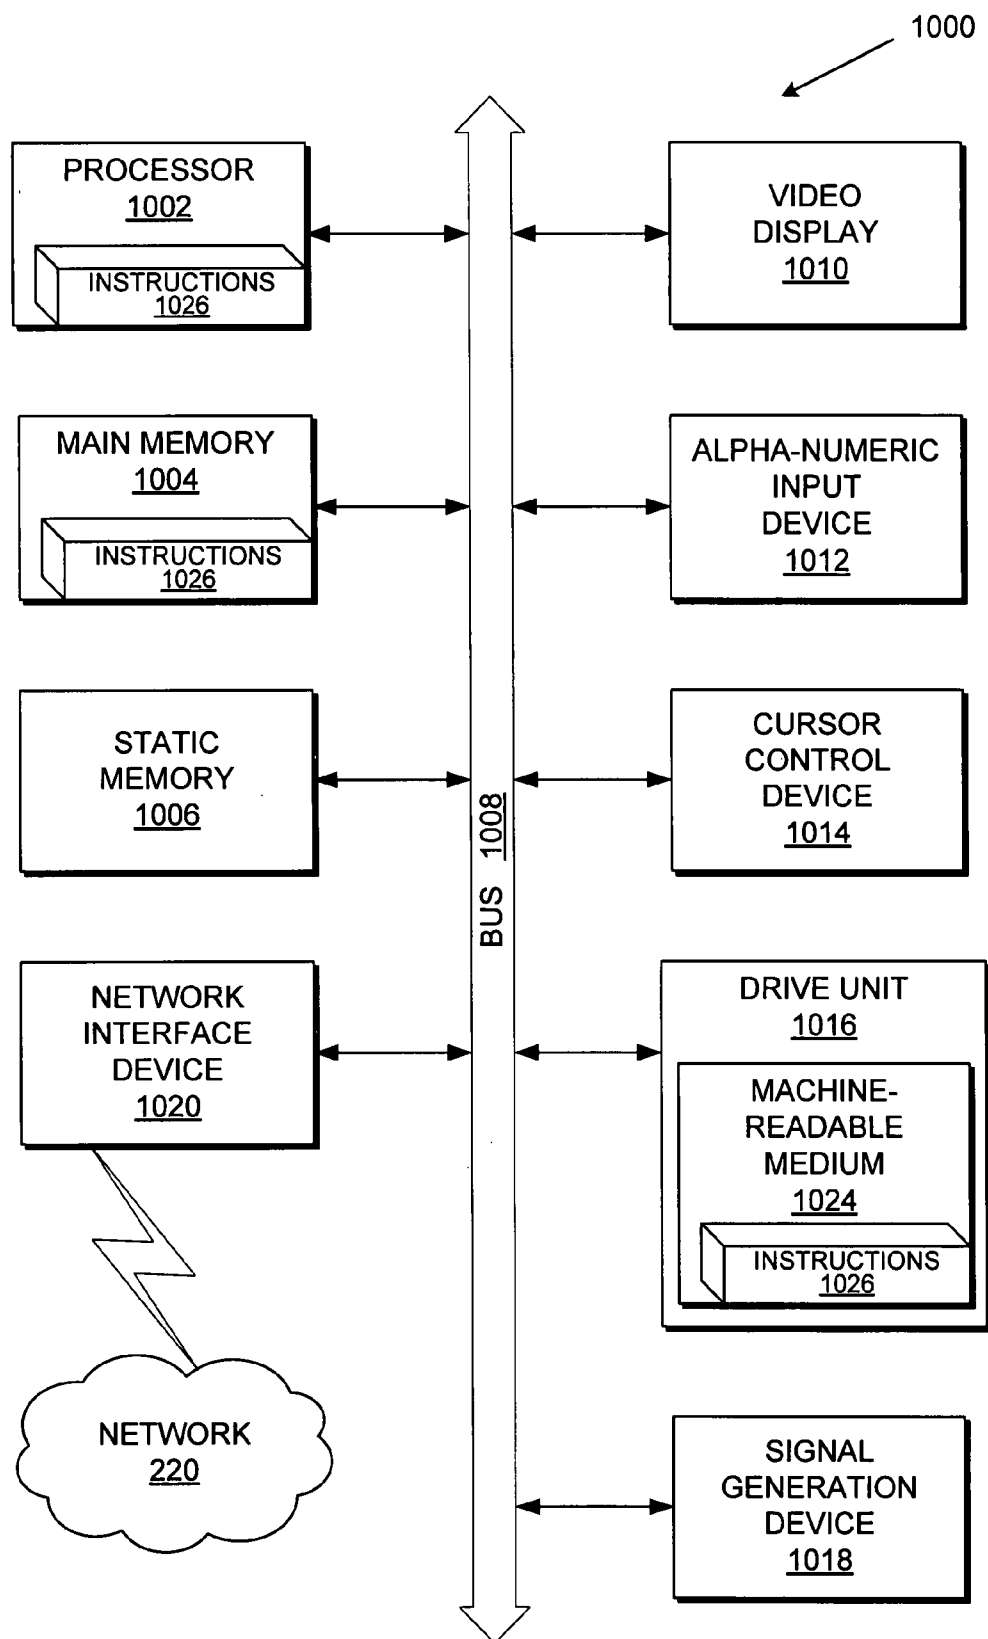 1000
PROCESSOR
1002
INSTRUCTIONS
1026
VIDEO
DISPLAY
1010
MAIN MEMORY
1004
INSTRUCTIONS
1026
ALPHA-NUMERIC
INPUT
DEVICE
1012
STATIC
MEMORY
1006
BUS 1008
CURSOR
CONTROL
DEVICE
1014
NETWORK
INTERFACE
DEVICE
1020
DRIVE UNIT
1016
MACHINE-
READABLE
MEDIUM
1024
INSTRUCTIONS
1026
NETWORK
220
SIGNAL
GENERATION
DEVICE
1018